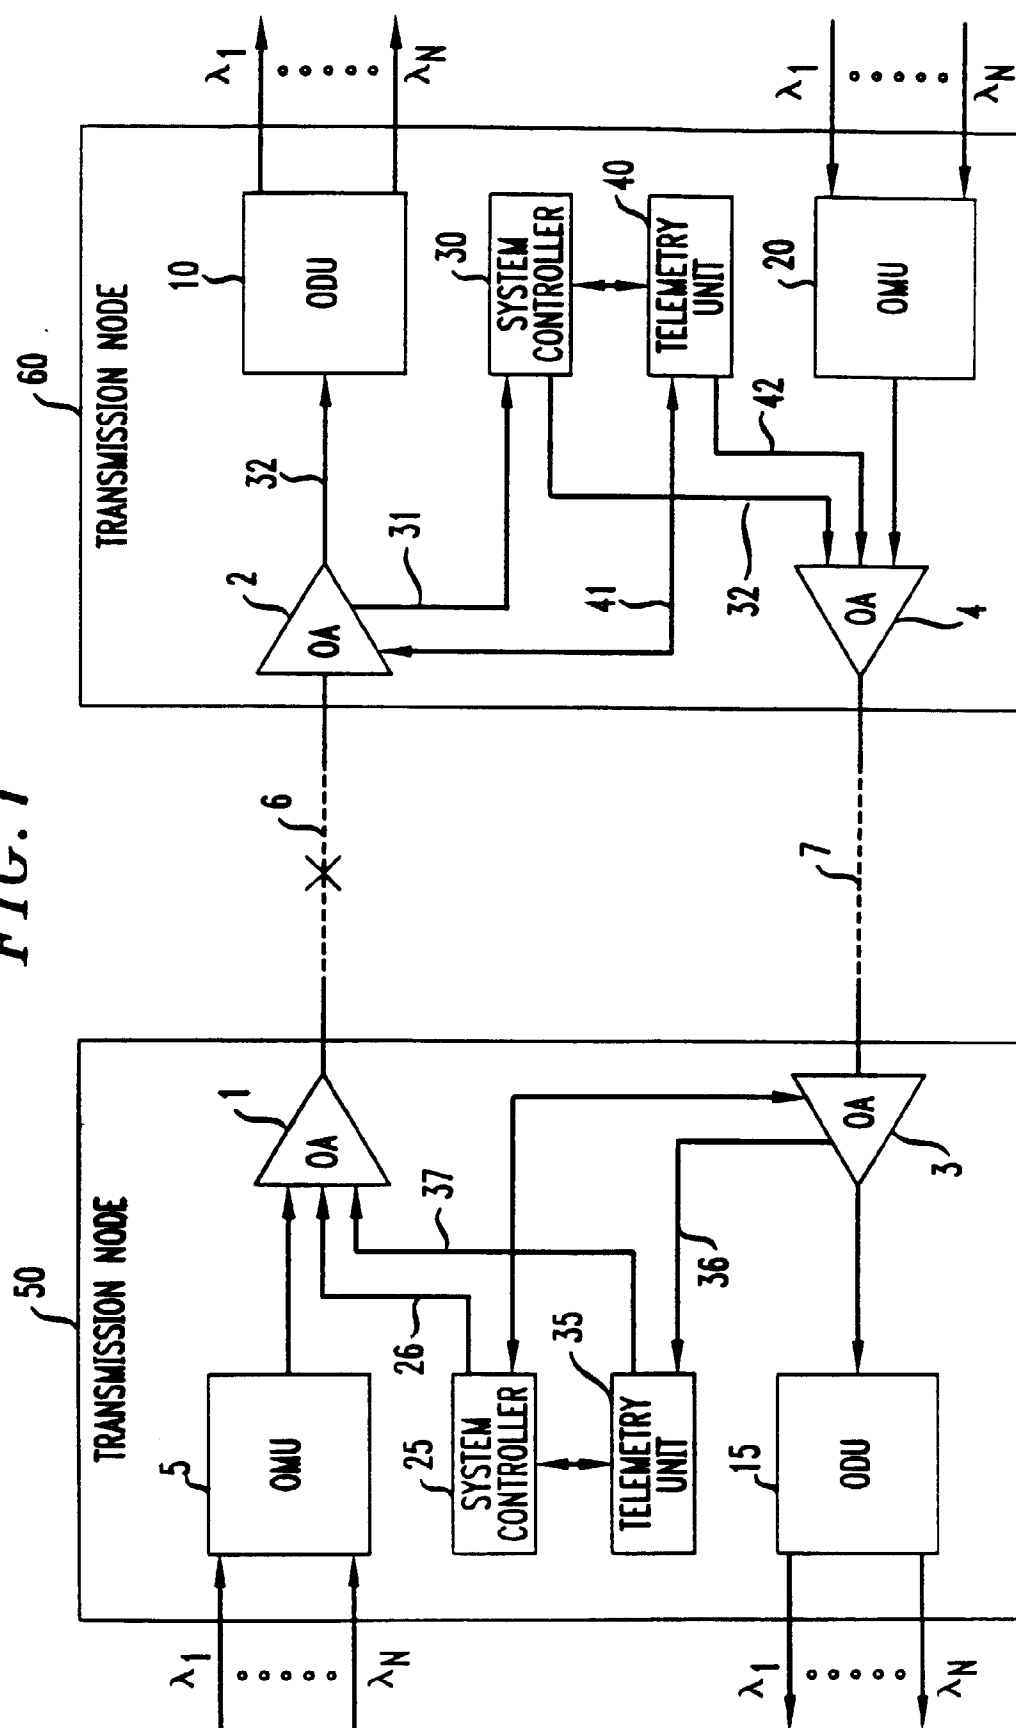 FIG. 1
50
TRANSMISSION NODE
60
TRANSMISSION NODE
λ1
λN
5
OMU
1
OA
26
37
25
SYSTEM
CONTROLLER
35
TELEMETRY
UNIT
36
15
ODU
λ1
λN
3
OA
6
7
2
OA
32
10
ODU
λ1
λN
31
30
SYSTEM
CONTROLLER
41
40
TELEMETRY
UNIT
42
32
4
OA
20
OMU
λ1
λN